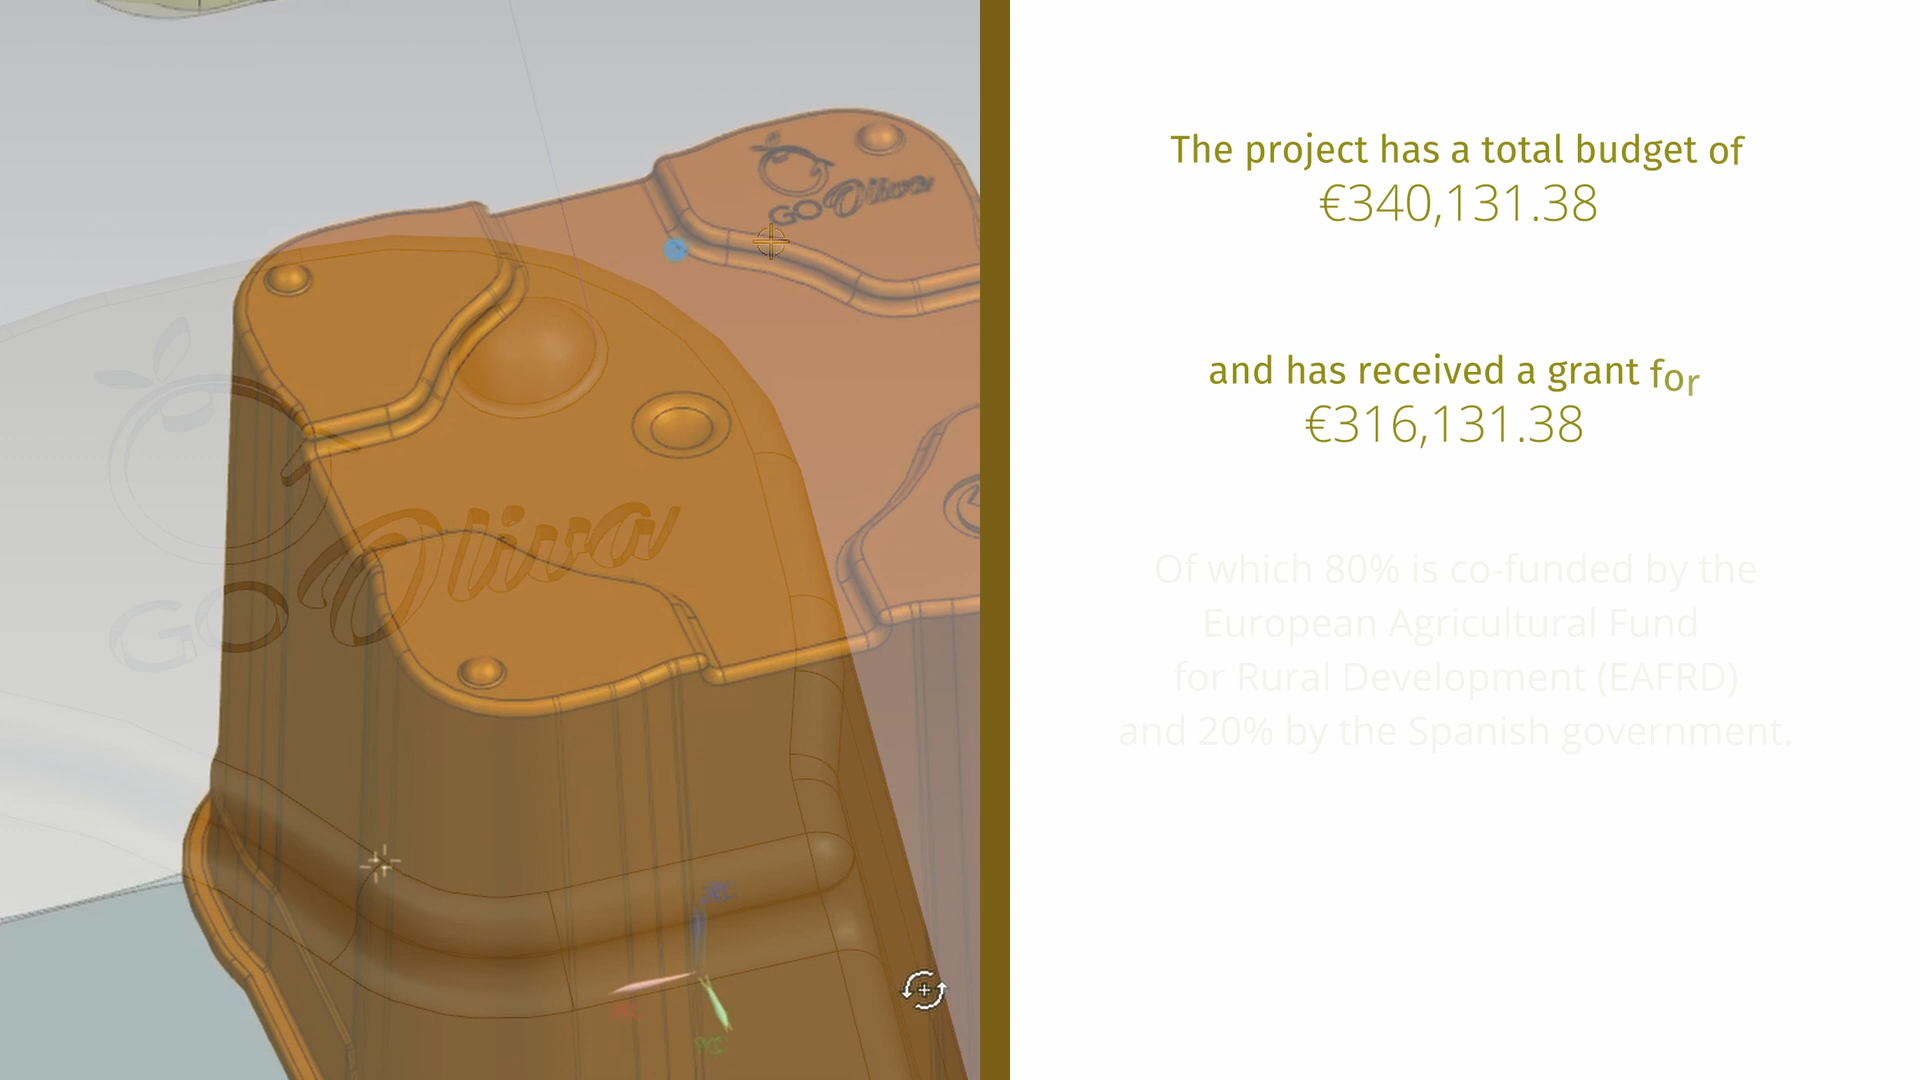 GO Oliva
GO Oliva
The project has a total budget of
€340,131.38
and has received a grant for
€316,131.38
Of which 80% is co-funded by the
European Agricultural Fund
for Rural Development (EAFRD)
and 20% by the Spanish government.